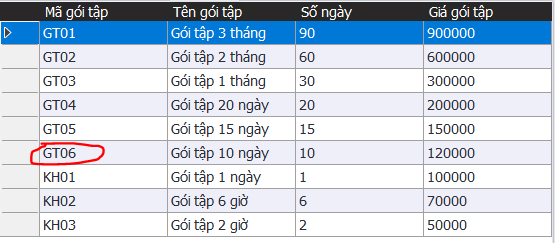 Mã gói tập Tên gói tập Số ngày Giá gói tập
GT01 Gói tập 3 tháng 90 900000
GT02 Gói tập 2 tháng 60 600000
GT03 Gói tập 1 tháng 30 300000
GT04 Gói tập 20 ngày 20 200000
GT05 Gói tập 15 ngày 15 150000
GT06 Gói tập 10 ngày 10 120000
KH01 Gói tập 1 ngày 1 100000
KH02 Gói tập 6 giờ 6 70000
KH03 Gói tập 2 giờ 2 50000